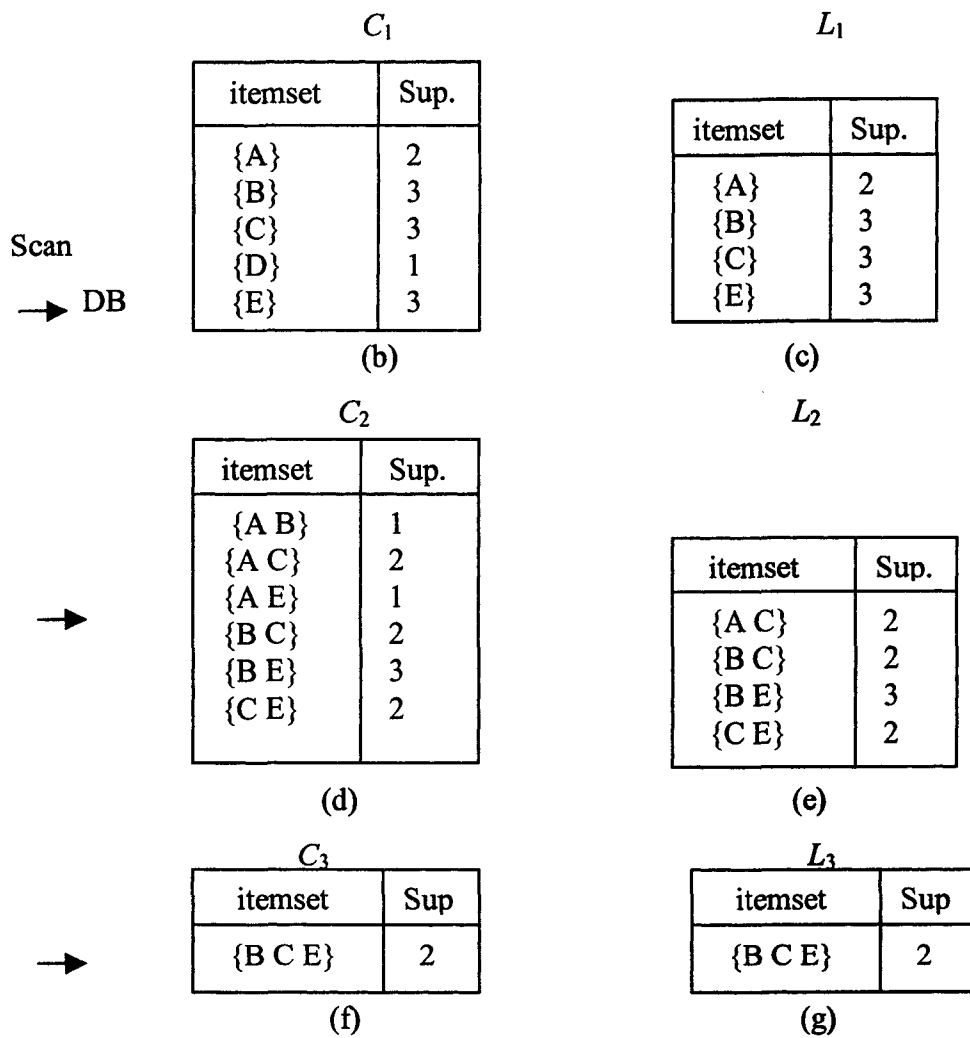 C1
itemset Sup.
{A} 2
{B} 3
{C} 3
{D} 1
{E} 3
(b)
L1
itemset Sup.
{A} 2
{B} 3
{C} 3
{E} 3
(c)
Scan
DB
C2
itemset Sup.
{A B} 1
{A C} 2
{A E} 1
{B C} 2
{B E} 3
{C E} 2
(d)
L2
itemset Sup.
{A C} 2
{B C} 2
{B E} 3
{C E} 2
(e)
C3
itemset Sup
{B C E} 2
(f)
L3
itemset Sup
{B C E} 2
(g)